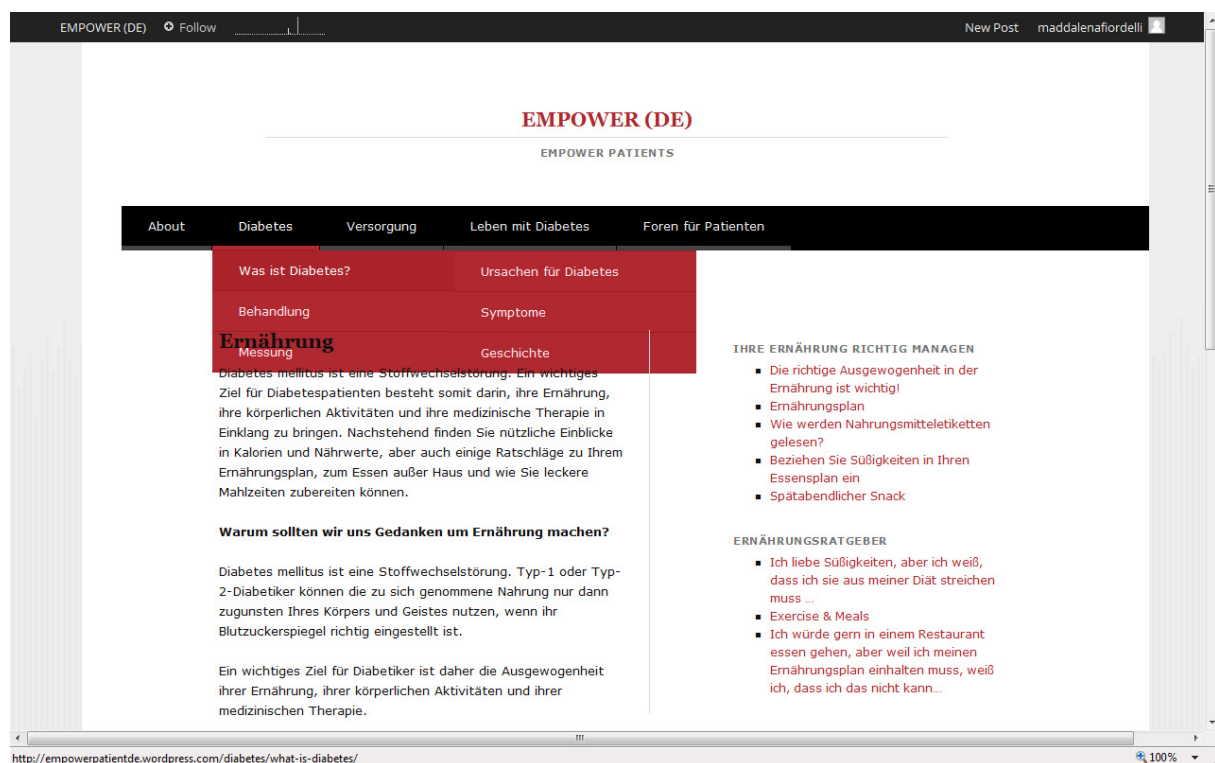 EMPOWER (DE) Follow New Post maddalenafiordelli
EMPOWER (DE)
EMPOWER PATIENTS
About Diabetes Versorgung Leben mit Diabetes Foren für Patienten
Was ist Diabetes? Ursachen für Diabetes
Behandlung Symptome
Messung Geschichte
Ernährung
Diabetes mellitus ist eine Stoffwechselstörung. Ein wichtiges
Ziel für Diabetespatienten besteht somit darin, ihre Ernährung,
ihre körperlichen Aktivitäten und ihre medizinische Therapie in
Einklang zu bringen. Nachstehend finden Sie nützliche Einblicke
in Kalorien und Nährwerte, aber auch einige Ratschläge zu Ihrem
Ernährungsplan, zum Essen außer Haus und wie Sie leckere
Mahlzeiten zubereiten können.
Warum sollten wir uns Gedanken um Ernährung machen?
Diabetes mellitus ist eine Stoffwechselstörung. Typ-1 oder Typ-
2-Diabetiker können die zu sich genommene Nahrung nur dann
zugunsten Ihres Körpers und Geistes nutzen, wenn ihr
Blutzuckerspiegel richtig eingestellt ist.
Ein wichtiges Ziel für Diabetiker ist daher die Ausgewogenheit
ihrer Ernährung, ihrer körperlichen Aktivitäten und ihrer
medizinischen Therapie.
IHRE ERNÄHRUNG RICHTIG MANAGEN
Die richtige Ausgewogenheit in der
Ernährung ist wichtig!
Ernährungsplan
Wie werden Nahrungsmitteletiketten
gelesen?
Beziehen Sie Süßigkeiten in Ihren
Essensplan ein
Spätabendlicher Snack
ERNÄHRUNGSRATGEBER
Ich liebe Süßigkeiten, aber ich weiß,
dass ich sie aus meiner Diät streichen
muss ...
Exercise & Meals
Ich würde gern in einem Restaurant
essen gehen, aber weil ich meinen
Ernährungsplan einhalten muss, weiß
ich, dass ich das nicht kann...
http://empowerpatientde.wordpress.com/diabetes/what-is-diabetes/ 100%